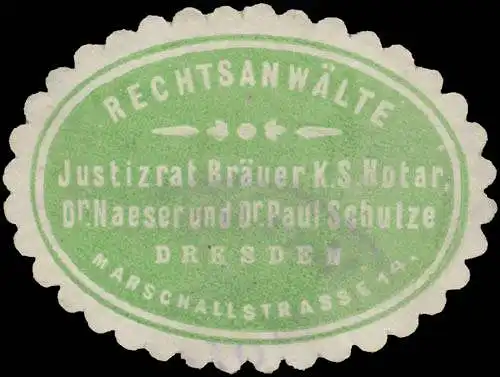 RECHTSANWÄLTE
Justizrat Bräuer K.S. Notar,
Dr. Naeser und Dr. Paul Schulze
DRESDEN
MARSCHALLSTRASSE 14.